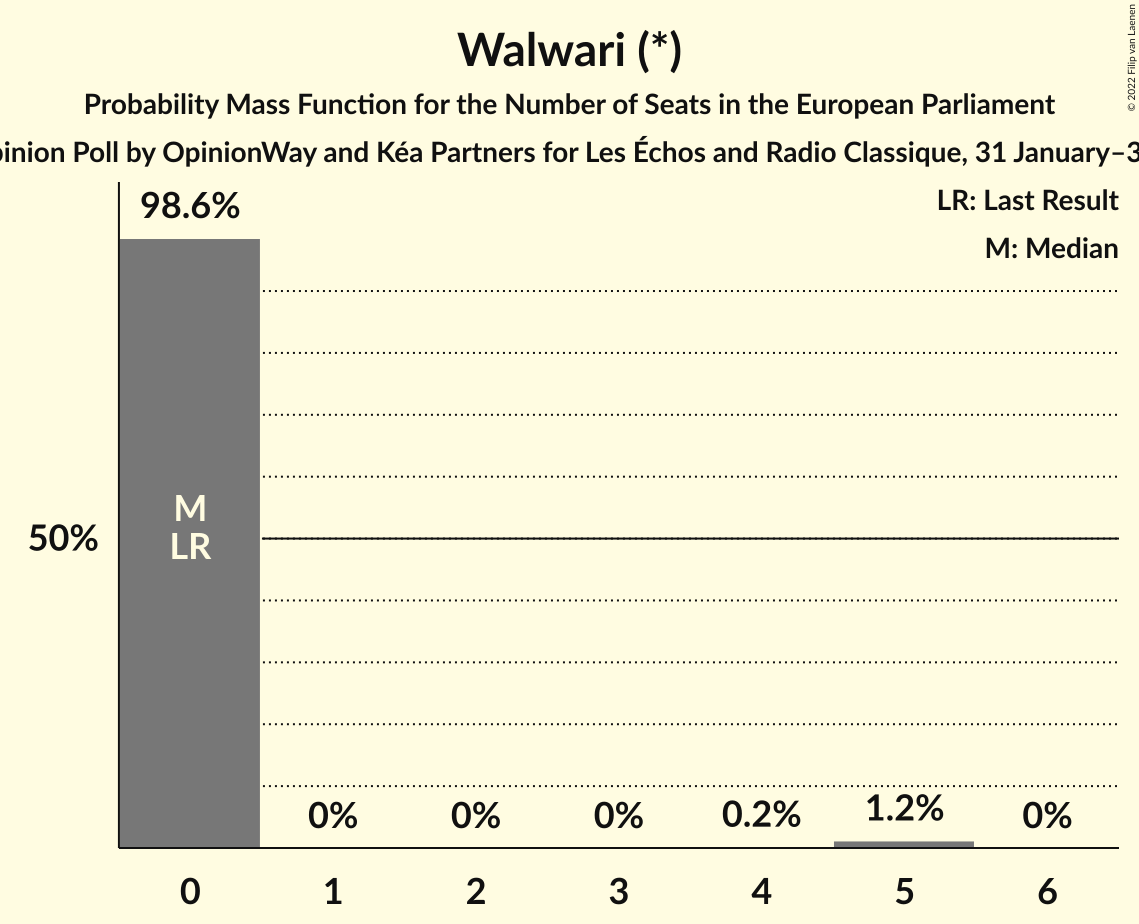 Walwari (*)
Probability Mass Function for the Number of Seats in the European Parliament
Poll by OpinionWay and Kéa Partners for Les Échos and Radio Classique, 31 January–3
© 2022 Filip van Laenen
LR: Last Result
M: Median
98.6%
M
LR
50%
0%
0%
0%
0.2%
1.2%
0%
0
1
2
3
4
5
6